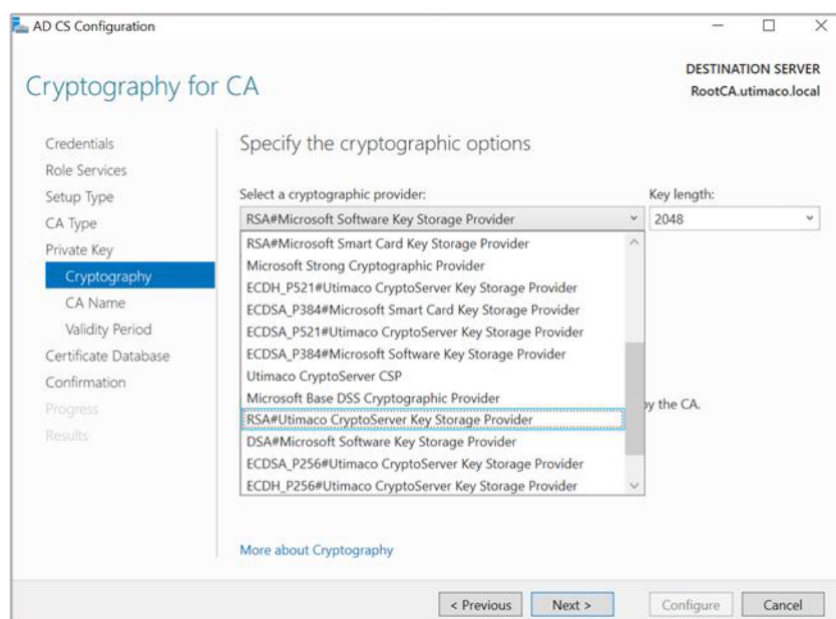 AD CS Configuration
DESTINATION SERVER
RootCA.utimaco.local
Cryptography for CA
Credentials
Role Services
Setup Type
CA Type
Private Key
Cryptography
CA Name
Validity Period
Certificate Database
Confirmation
Progress
Results
Specify the cryptographic options
Select a cryptographic provider:
Key length:
RSA#Microsoft Software Key Storage Provider
2048
RSA#Microsoft Smart Card Key Storage Provider
Microsoft Strong Cryptographic Provider
ECDH_P521#Utimaco CryptoServer Key Storage Provider
ECDSA_P384#Microsoft Smart Card Key Storage Provider
ECDSA_P521#Utimaco CryptoServer Key Storage Provider
ECDSA_P384#Microsoft Software Key Storage Provider
Utimaco CryptoServer CSP
Microsoft Base DSS Cryptographic Provider
RSA#Utimaco CryptoServer Key Storage Provider
DSA#Microsoft Software Key Storage Provider
ECDSA_P256#Utimaco CryptoServer Key Storage Provider
ECDH_P256#Utimaco CryptoServer Key Storage Provider
by the CA.
More about Cryptography
< Previous
Next >
Configure
Cancel